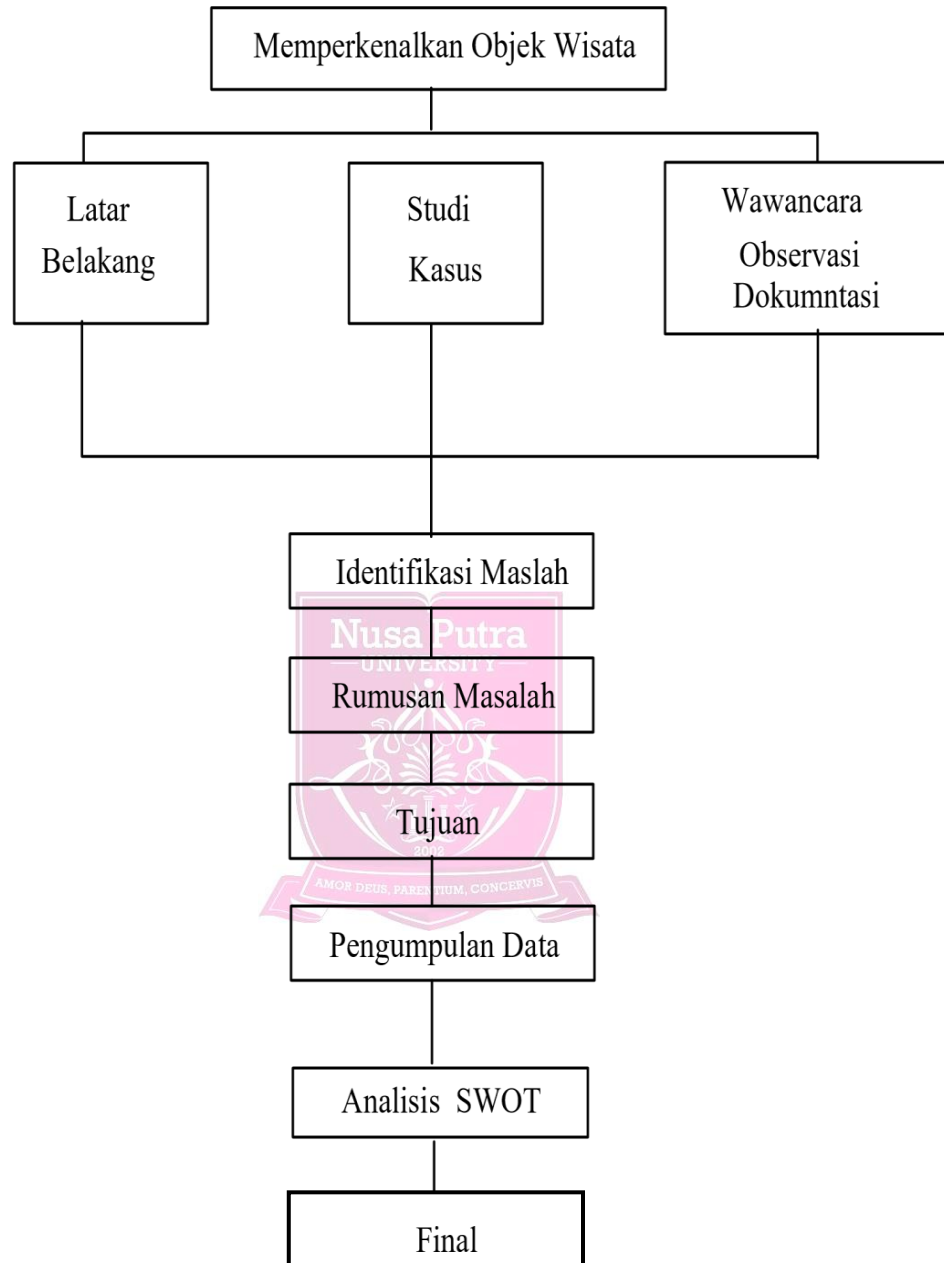 Memperkenalkan Objek Wisata
Latar
Belakang
Studi
Kasus
Wawancara
Observasi
Dokumntasi
Identifikasi Maslah
Nusa Putra
UNIVERSITY
Rumusan Masalah
Tujuan
2002
AMOR DEUS, PARENTIUM, CONCERVIS
Pengumpulan Data
Analisis SWOT
Final